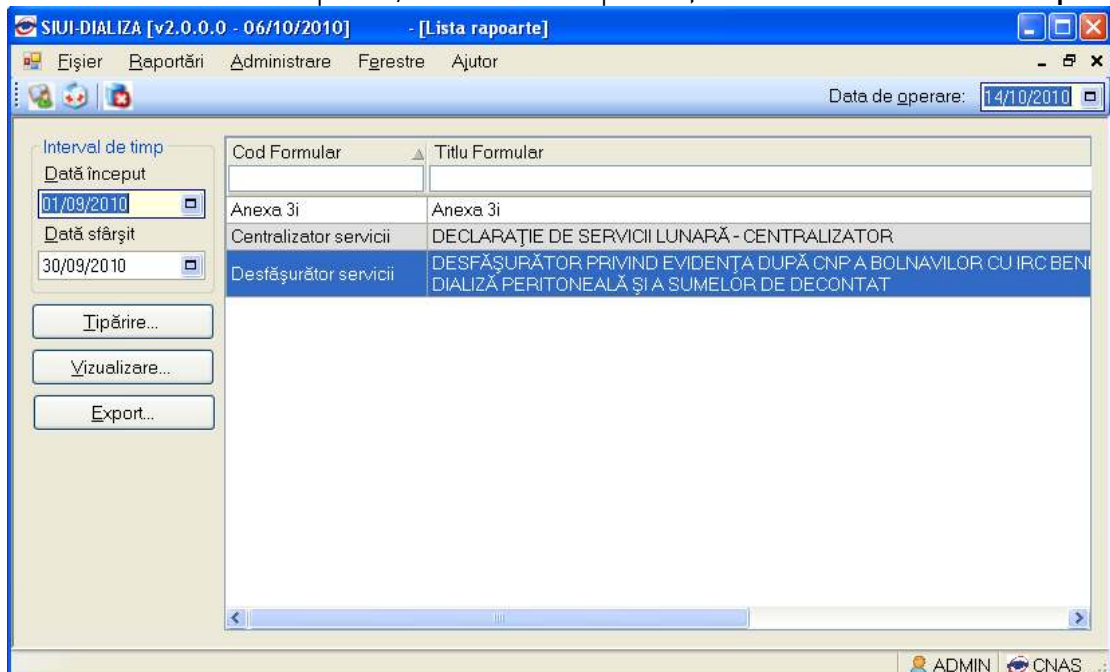 SIUI-DIALIZA [v2.0.0.0 - 06/10/2010] - [Lista rapoarte]
Fişier Raportări Administrare Ferestre Ajutor
Data de operare: 14/10/2010
Interval de timp
Dată început
01/09/2010
Dată sfârşit
30/09/2010
Tipărire...
Vizualizare...
Export...
Cod Formular Titlu Formular
Anexa 3i Anexa 3i
Centralizator servicii DECLARAŢIE DE SERVICII LUNARĂ - CENTRALIZATOR
Desfăşurător servicii DESFĂŞURĂTOR PRIVIND EVIDENŢA DUPĂ CNP A BOLNAVILOR CU IRC BENI
DIALIZĂ PERITONEALĂ ŞI A SUMELOR DE DECONTAT
ADMIN CNAS